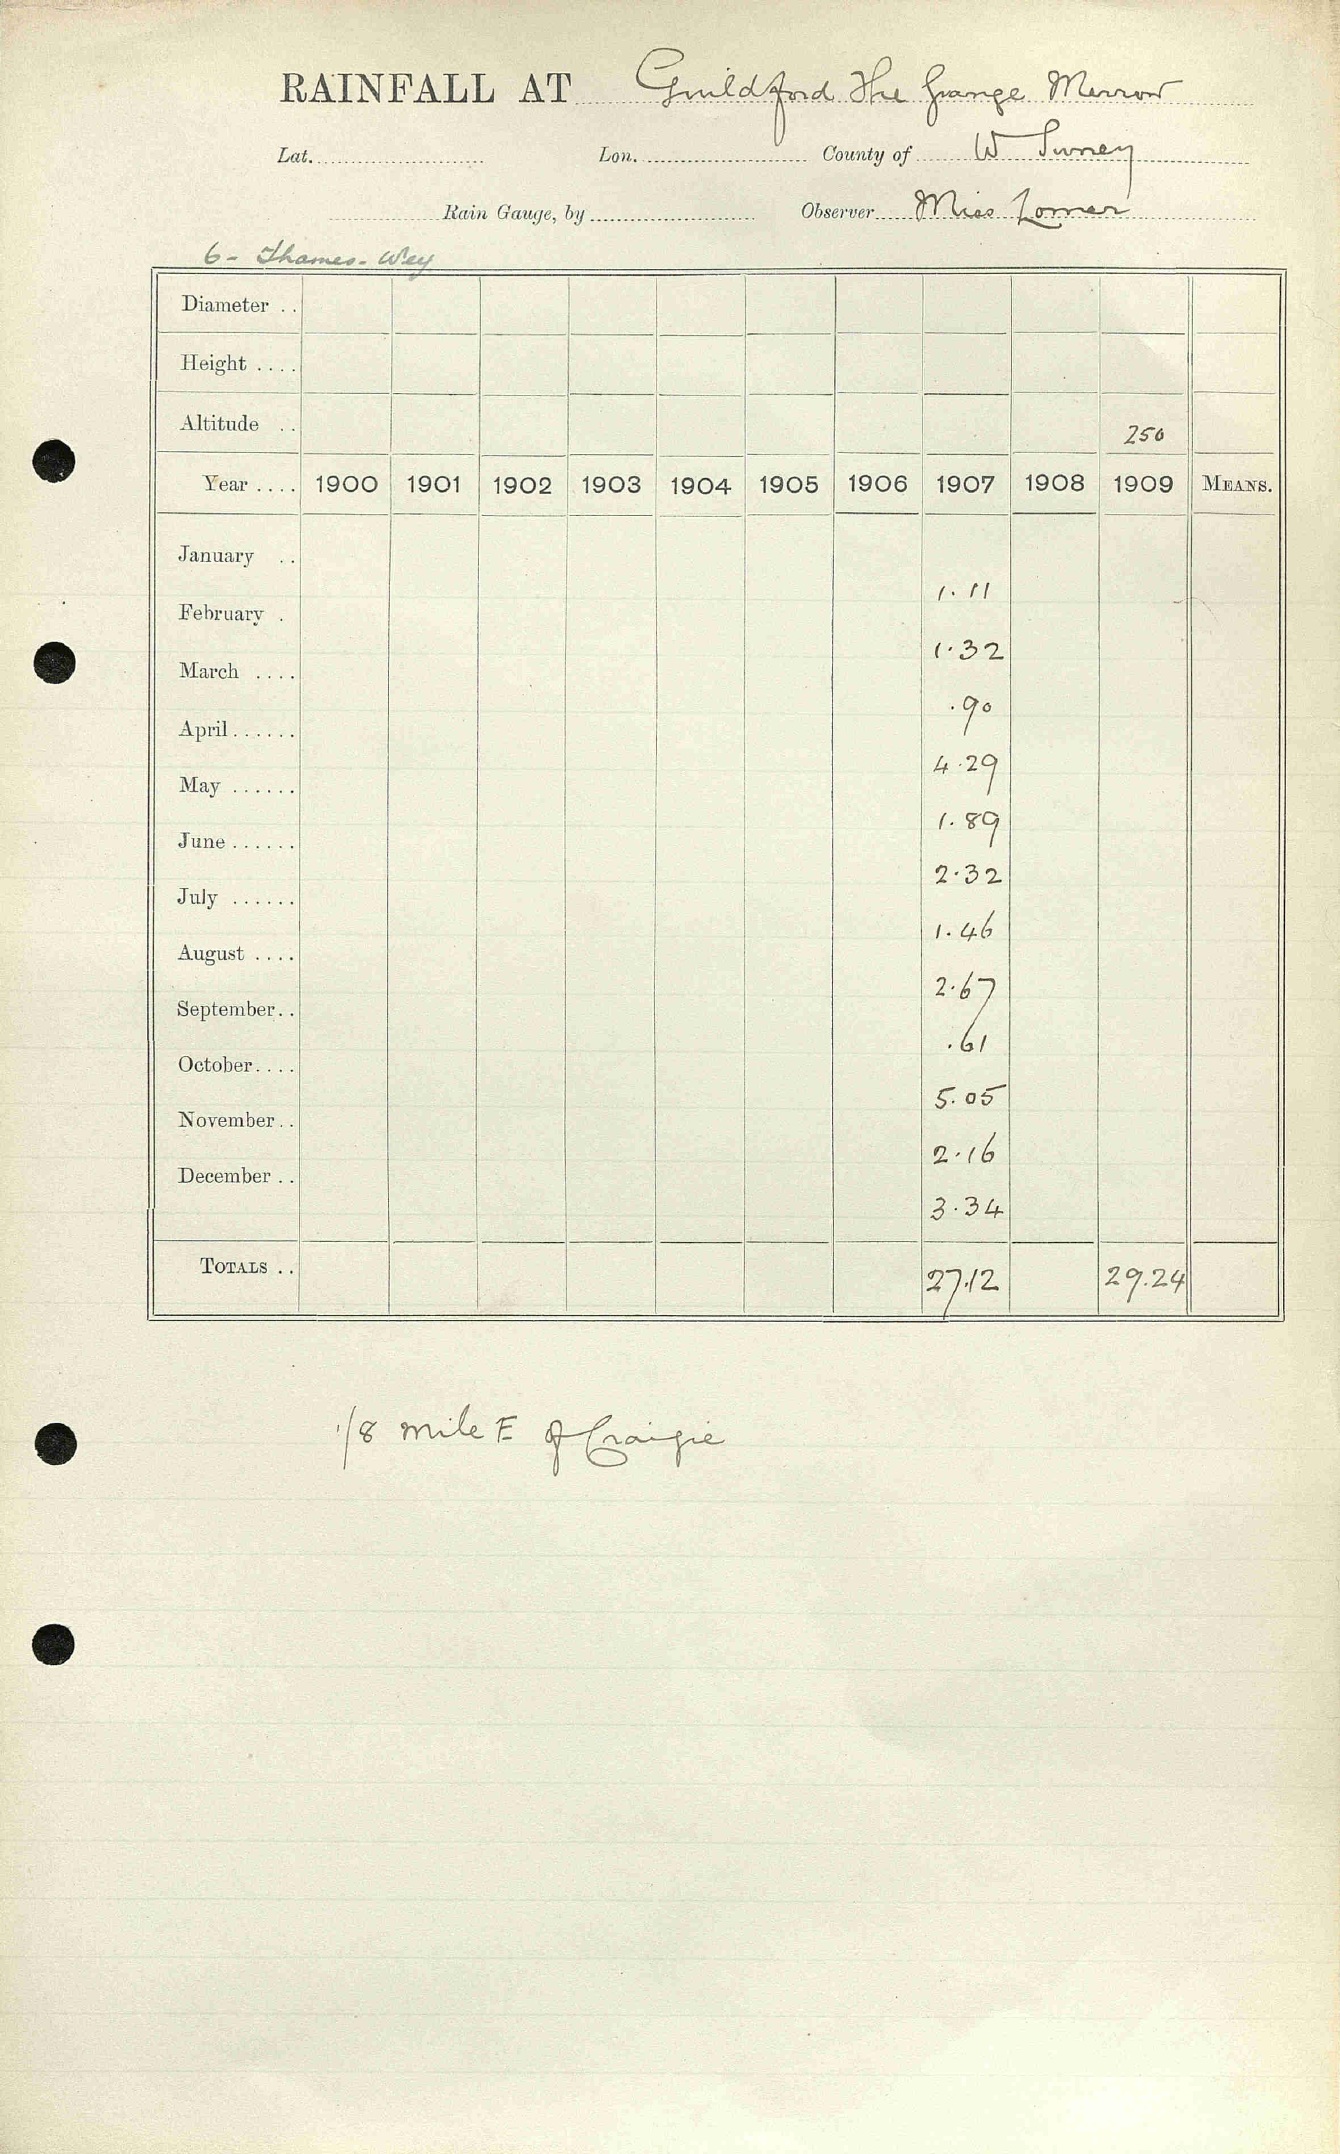 RAINFALL AT Guildford The Grange Merrow
Lat. Lon. County of W Surrey
Rain Gauge, by Observer Miss Lomer
6 - Thames - Wey
Diameter ..
Height ....
Altitude .. 250
Year .... 1900 1901 1902 1903 1904 1905 1906 1907 1908 1909 MEANS.
January ..
1.11
February .
1.32
March ....
.90
April ......
4.29
May ......
1.89
June ......
2.32
July ......
1.46
August ....
2.67
September..
.61
October....
5.05
November..
2.16
December ..
3.34
TOTALS .. 27.12 29.24
1/8 mile E of Craigie